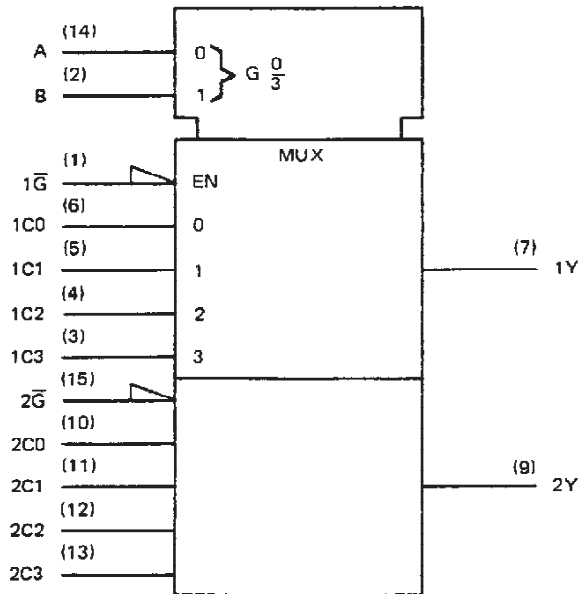 (14)
A
0
(2)
B
1
G 0/3
MUX
(1)
1G̅
EN
(6)
1C0
0
(5)
1C1
1
(7)
1Y
(4)
1C2
2
(3)
1C3
3
(15)
2G̅
(10)
2C0
(11)
2C1
(9)
2Y
(12)
2C2
(13)
2C3